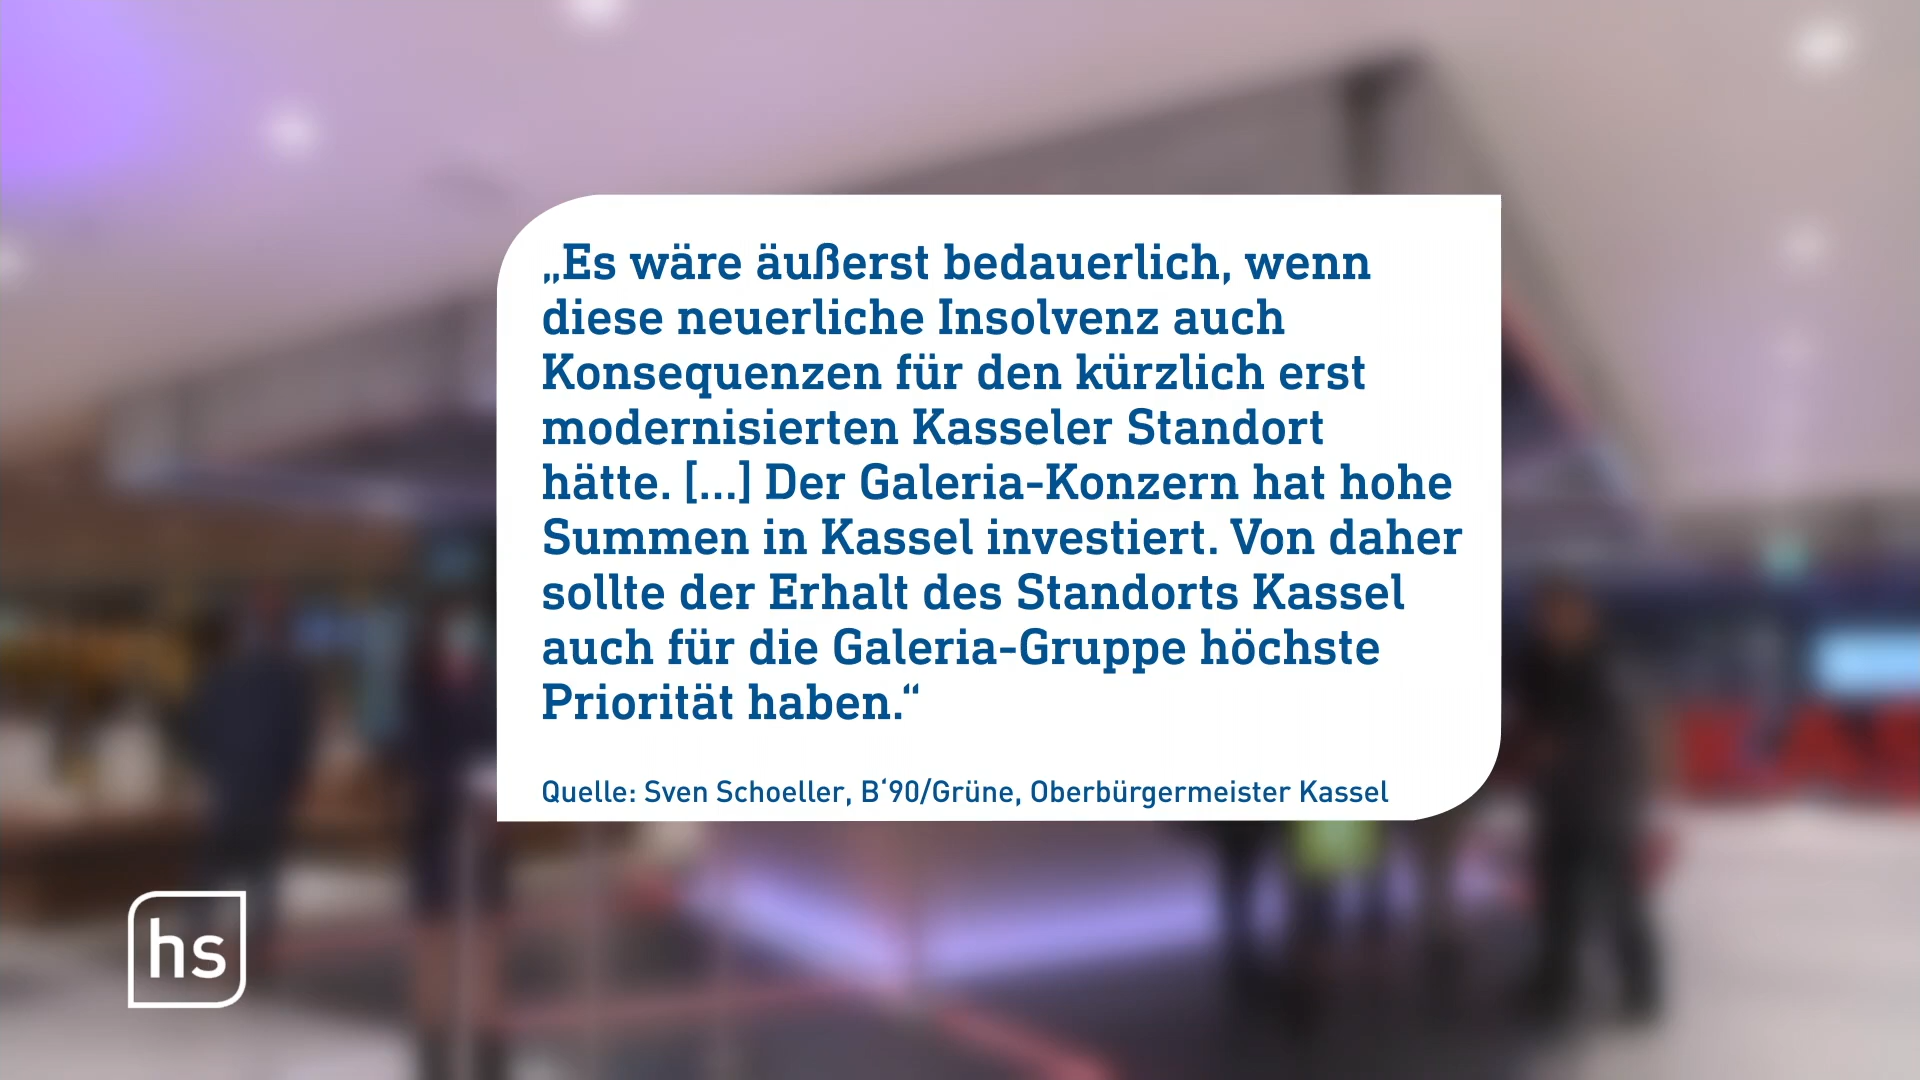 „Es wäre äußerst bedauerlich, wenn
diese neuerliche Insolvenz auch
Konsequenzen für den kürzlich erst
modernisierten Kasseler Standort
hätte. [...] Der Galeria-Konzern hat hohe
Summen in Kassel investiert. Von daher
sollte der Erhalt des Standorts Kassel
auch für die Galeria-Gruppe höchste
Priorität haben.“
Quelle: Sven Schoeller, B‘90/Grüne, Oberbürgermeister Kassel
hs